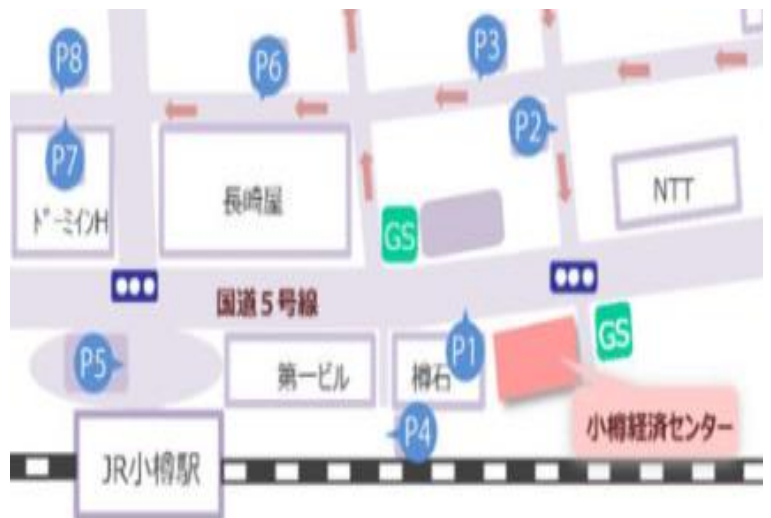 P8
P6
P3
P2
P7
ドーミインH
長崎屋
GS
NTT
国道5号線
GS
P5
第一ビル
樽石
P1
小樽経済センター
P4
JR小樽駅